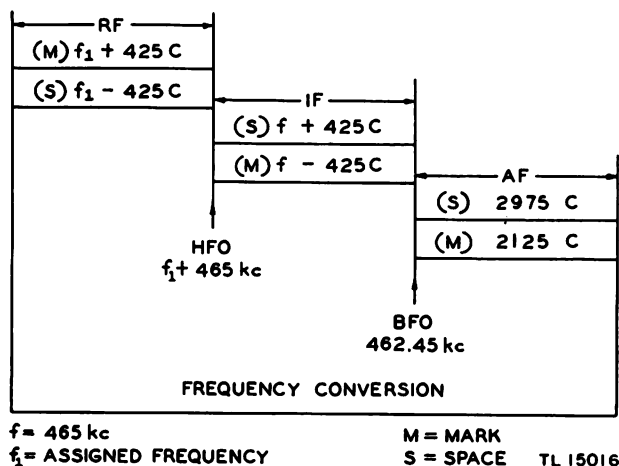 RF
(M) f₁ + 425 C
(S) f₁ - 425 C
IF
(S) f + 425 C
(M) f - 425 C
AF
(S) 2975 C
(M) 2125 C
HFO
f₁ + 465 kc
BFO
462.45 kc
FREQUENCY CONVERSION
f = 465 kc
f₁ = ASSIGNED FREQUENCY
M = MARK
S = SPACE TL 15016